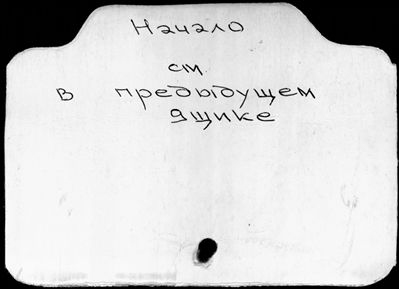 Начало
см.
в предыдущем
ящике